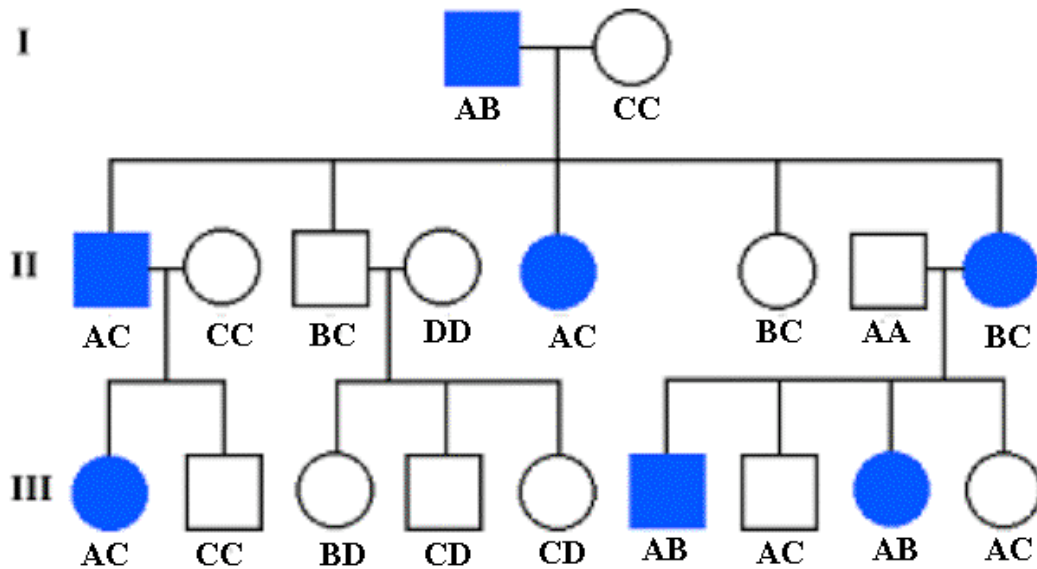 I
AB CC
II
AC CC BC DD AC BC AA BC
III
AC CC BD CD CD AB AC AB AC